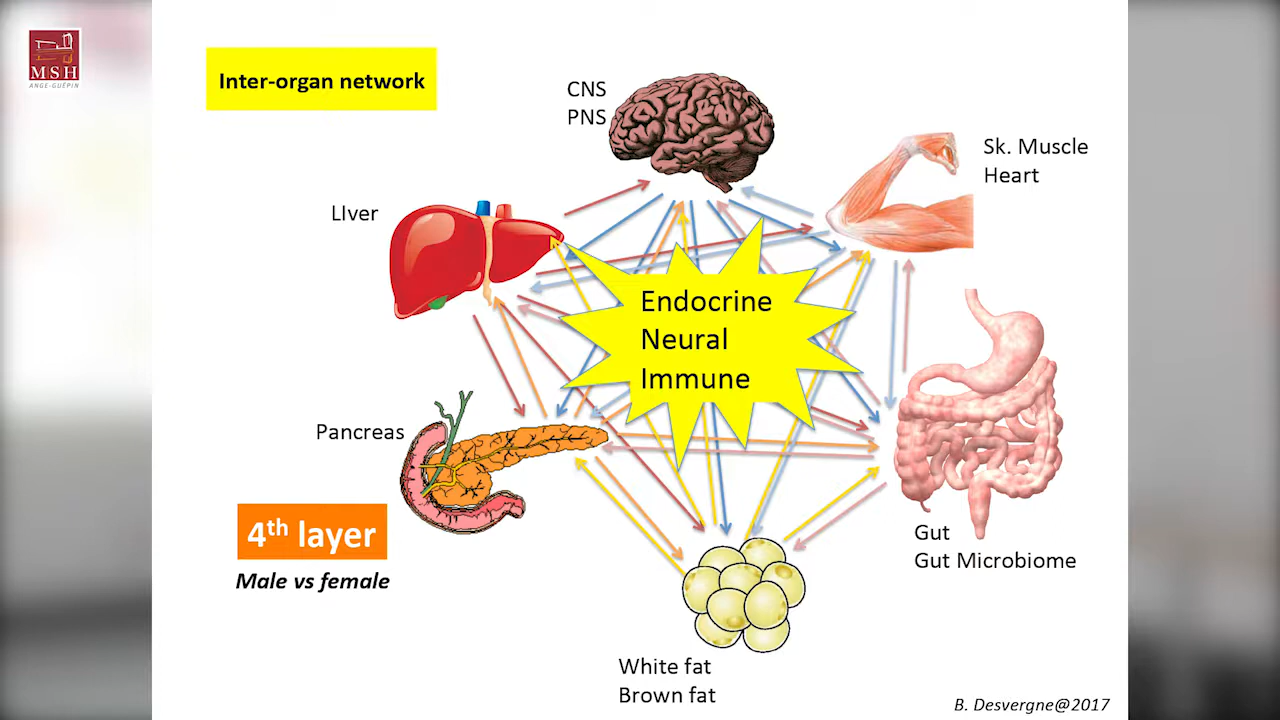 MSH
ANGE-GUÉPIN
Inter-organ network
CNS
PNS
Sk. Muscle
Heart
LIver
Endocrine
Neural
Immune
Pancreas
4th layer
Male vs female
Gut
Gut Microbiome
White fat
Brown fat
B. Desvergne@2017